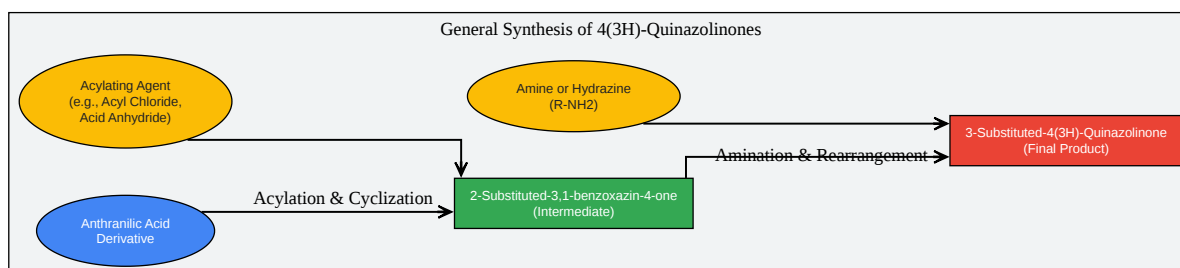 General Synthesis of 4(3H)-Quinazolinones
Acylating Agent
(e.g., Acyl Chloride,
Acid Anhydride)
Amine or Hydrazine
(R-NH2)
3-Substituted-4(3H)-Quinazolinone
(Final Product)
Amination & Rearrangement
Acylation & Cyclization
2-Substituted-3,1-benzoxazin-4-one
(Intermediate)
Anthranilic Acid
Derivative